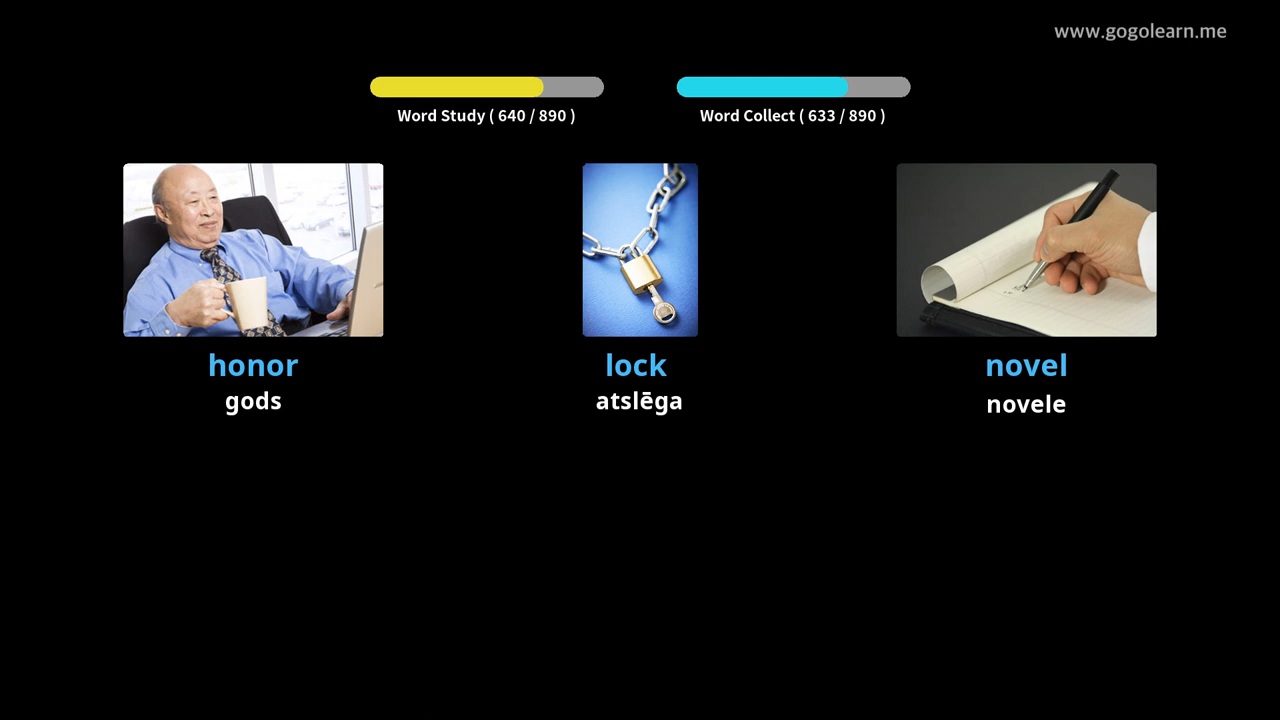 www.gogolearn.me
Word Study ( 640 / 890 )
Word Collect ( 633 / 890 )
honor
gods
lock
atslēga
novel
novele